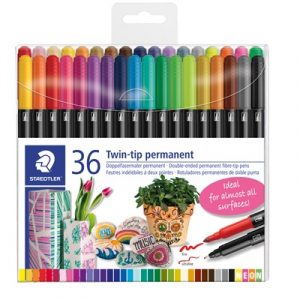 STAEDTLER
36
Twin-tip permanent
Doppelfasermaler permanent · Double-ended permanent fibre-tip pens
Feutres indélébiles à deux pointes · Rotuladores permanentes de doble punta
Ideal
for almost all
surfaces!
MUSIC
NEON